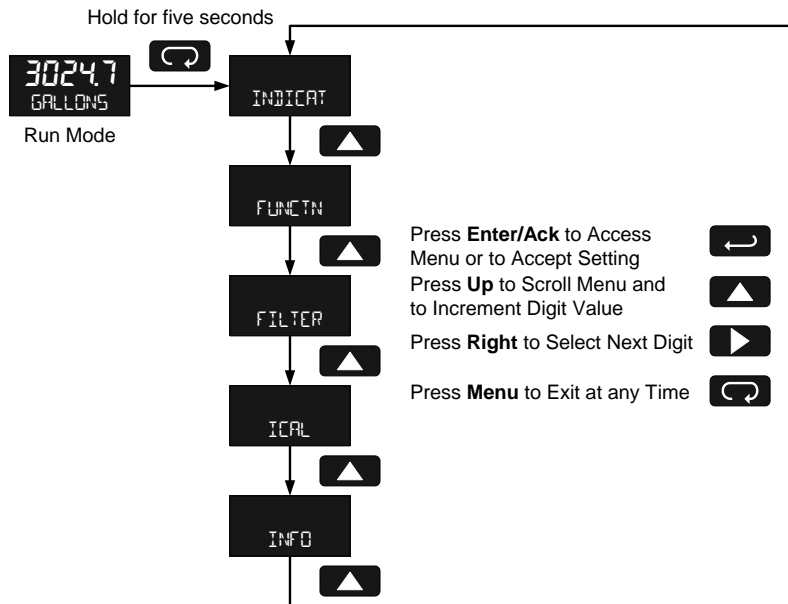 Hold for five seconds
3024.7
GALLONS
Run Mode
INDICAT
FUNCTN
FILTER
ICAL
INFO
Press Enter/Ack to Access
Menu or to Accept Setting
Press Up to Scroll Menu and
to Increment Digit Value
Press Right to Select Next Digit
Press Menu to Exit at any Time